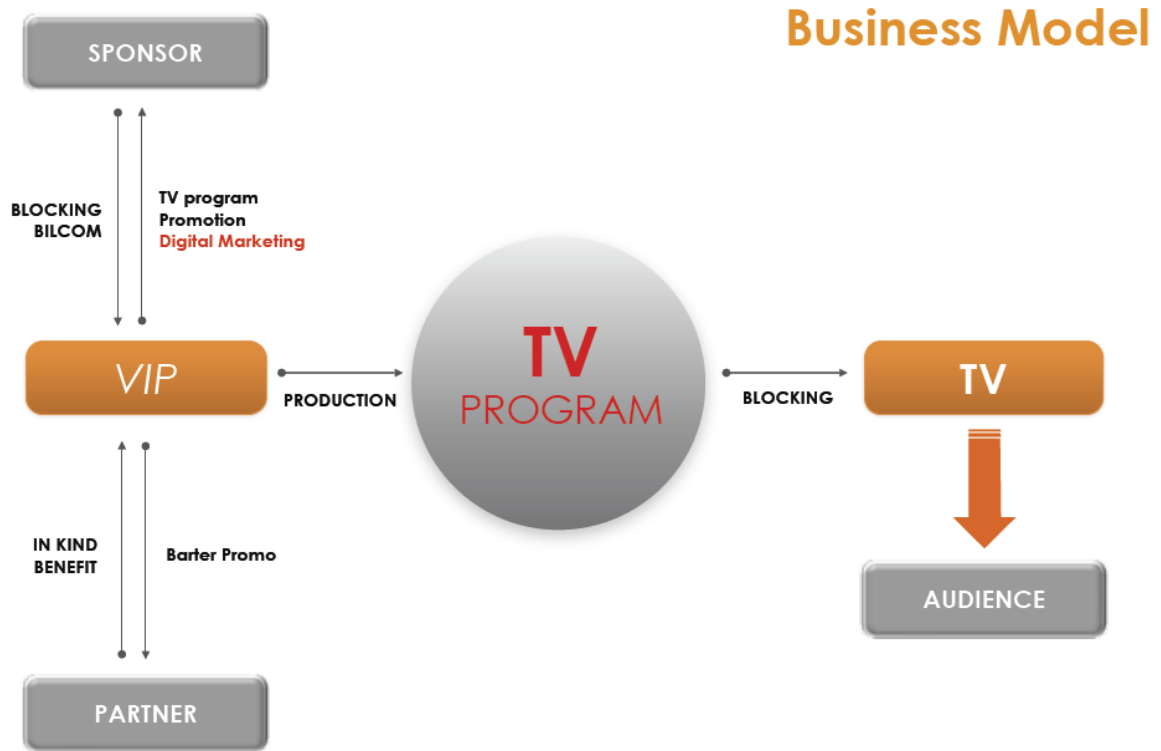 Business Model
SPONSOR
BLOCKING
BILCOM
TV program
Promotion
Digital Marketing
VIP
PRODUCTION
TV
PROGRAM
BLOCKING
TV
IN KIND
BENEFIT
Barter Promo
AUDIENCE
PARTNER